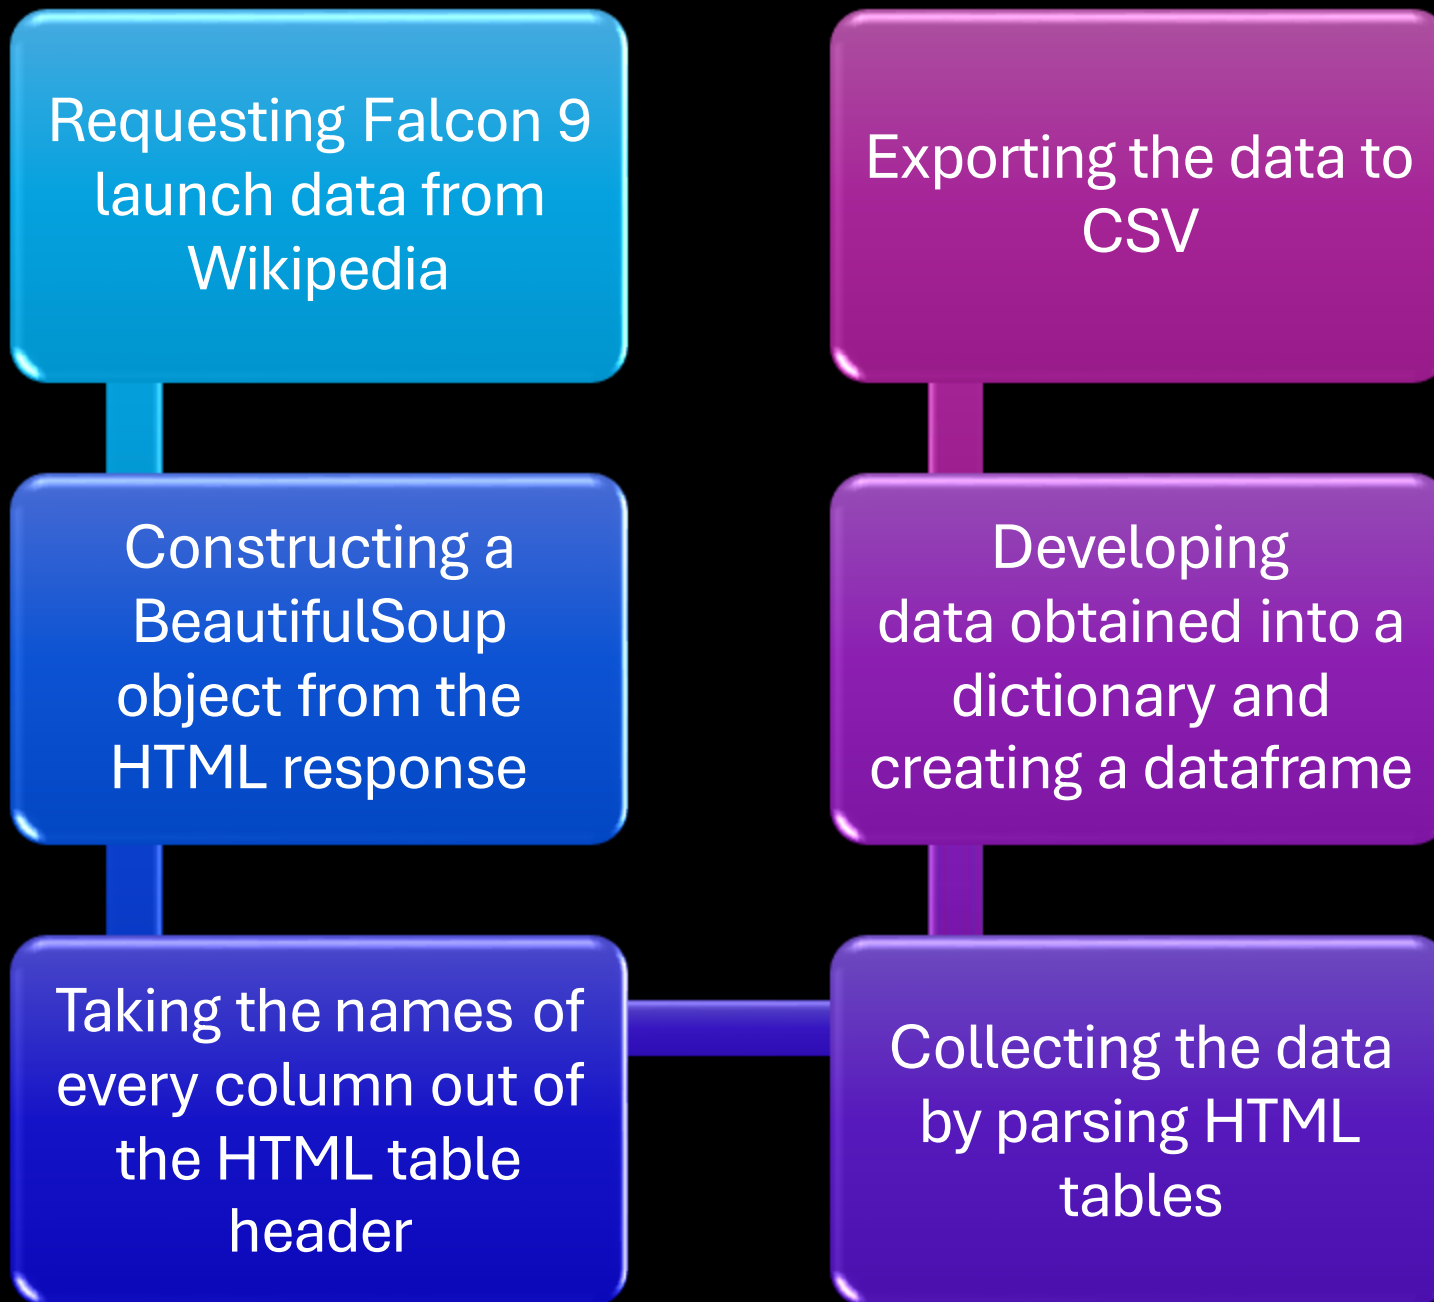 Requesting Falcon 9
launch data from
Wikipedia
Constructing a
BeautifulSoup
object from the
HTML response
Taking the names of
every column out of
the HTML table
header
Collecting the data
by parsing HTML
tables
Developing
data obtained into a
dictionary and
creating a dataframe
Exporting the data to
CSV